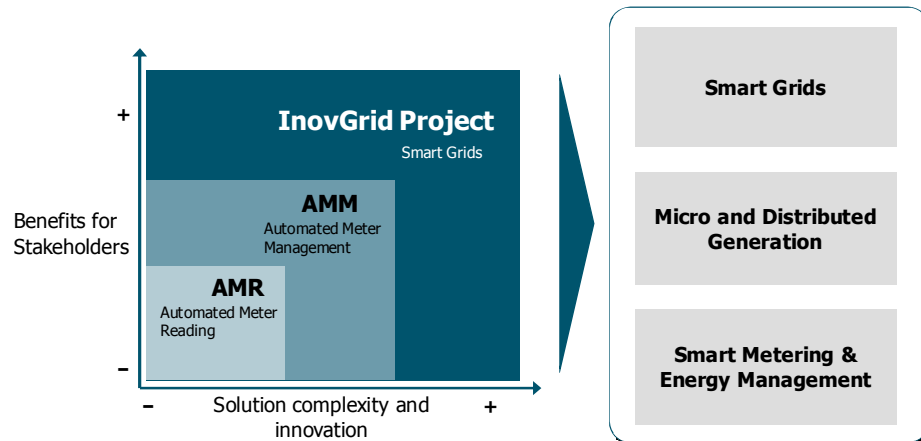 +
Benefits for
Stakeholders
–
InovGrid Project
Smart Grids
AMM
Automated Meter
Management
AMR
Automated Meter
Reading
–
Solution complexity and
innovation
+
Smart Grids
Micro and Distributed
Generation
Smart Metering &
Energy Management